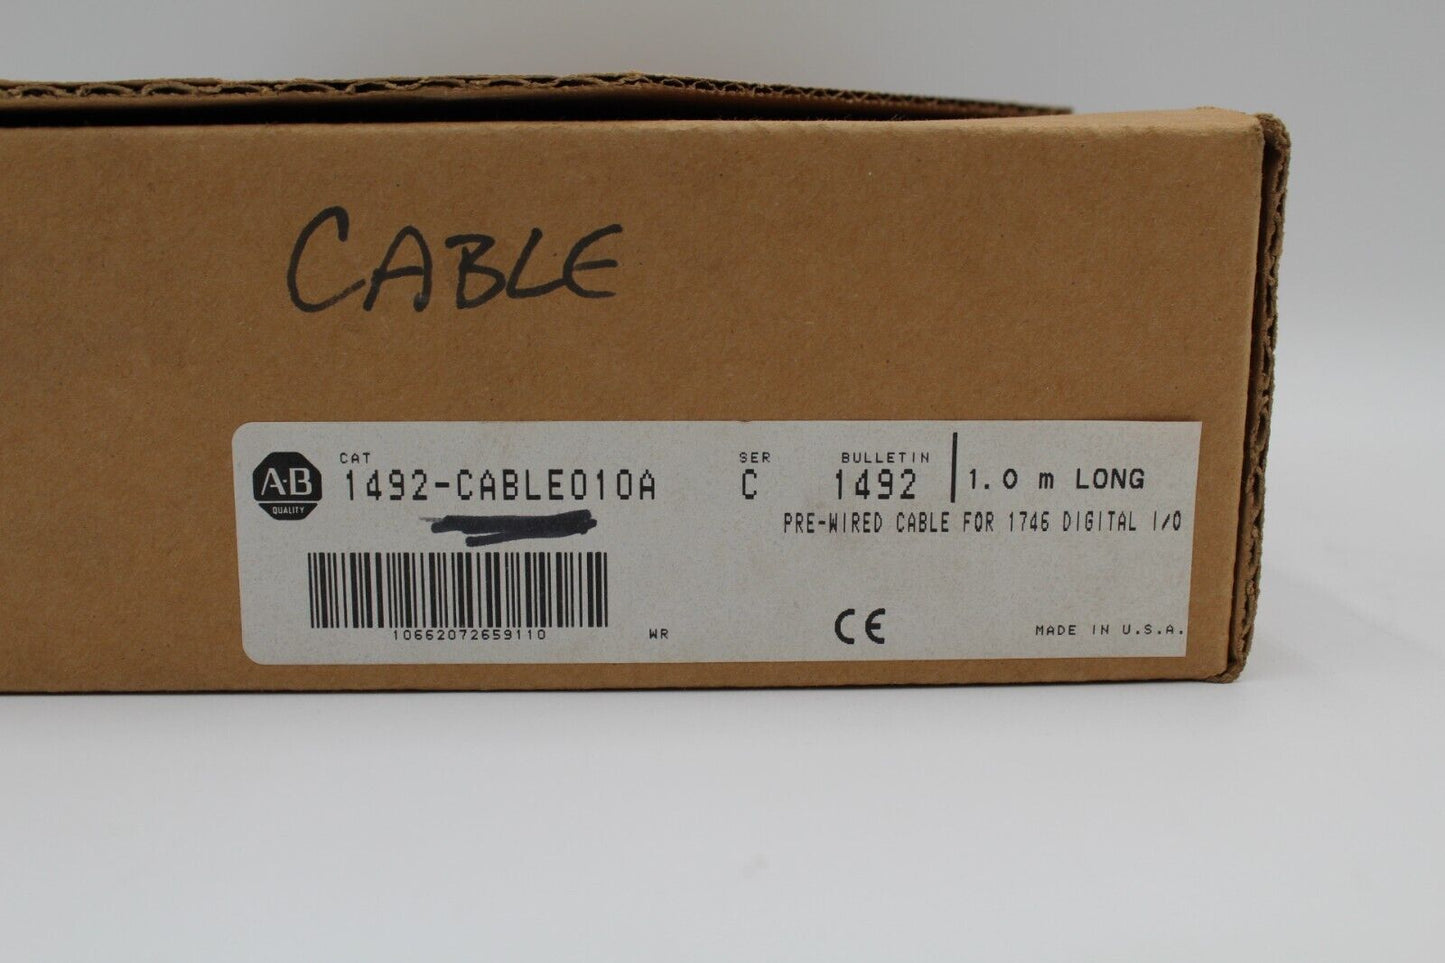 CABLE
A-B
QUALITY
CAT
1492-CABLE010A
SER
C
BULLETIN
1492
1.0 m LONG
PRE-WIRED CABLE FOR 1746 DIGITAL I/O
10662072659110
WR
CE
MADE IN U.S.A.